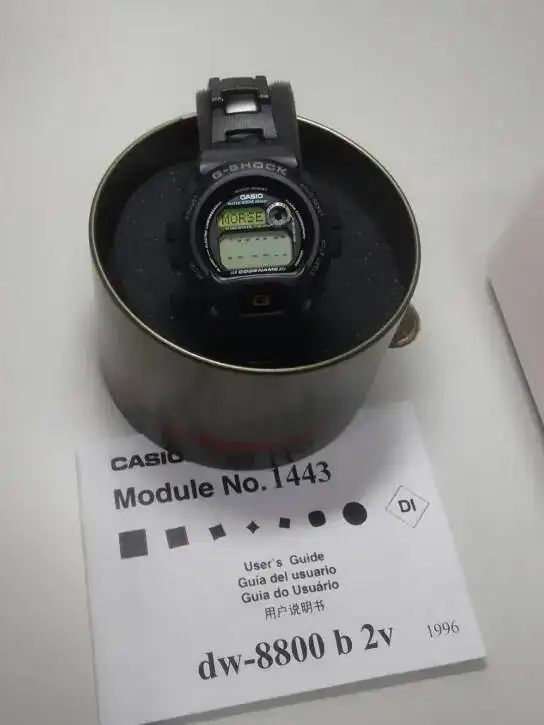 G-SHOCK
CASIO
MORSE
CODENAME
G
CASIO
Module No. 1443
DI
User's Guide
Guía del usuario
Guia do Usuário
用户说明书
dw-8800 b 2v
1996